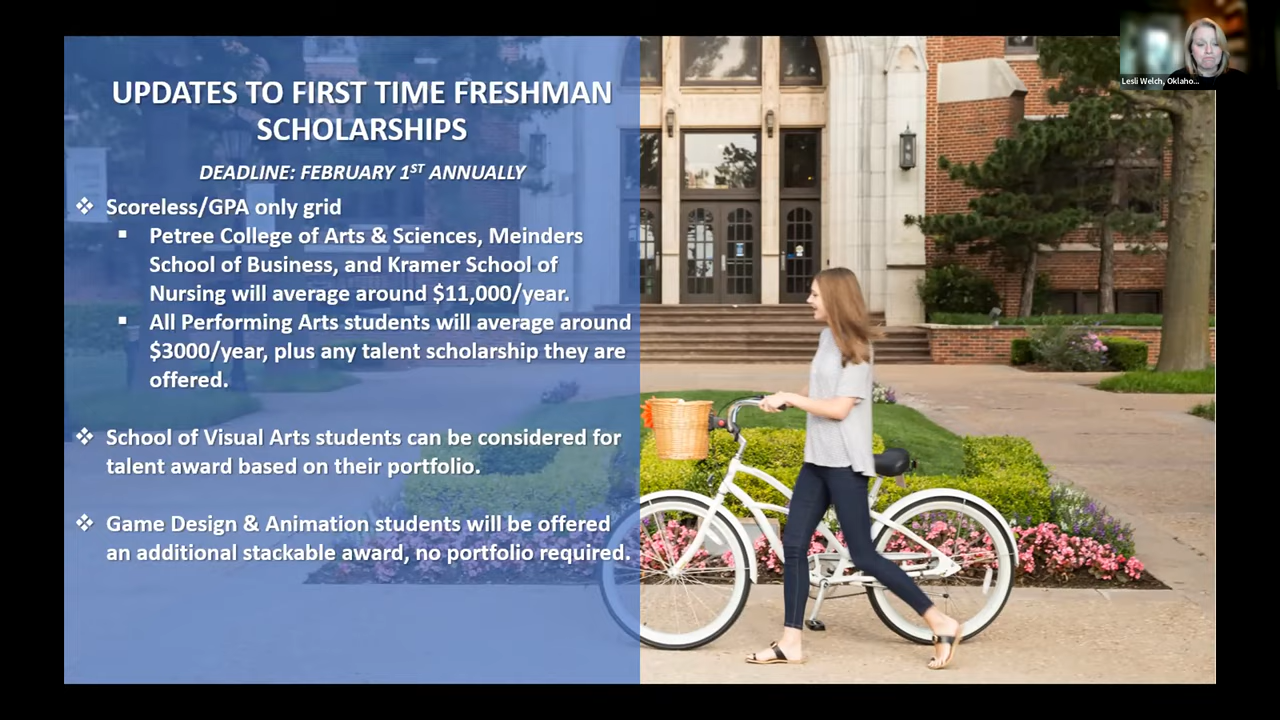 UPDATES TO FIRST TIME FRESHMAN
SCHOLARSHIPS
DEADLINE: FEBRUARY 1ST ANNUALLY
❖ Scoreless/GPA only grid
▪ Petree College of Arts & Sciences, Meinders
School of Business, and Kramer School of
Nursing will average around $11,000/year.
▪ All Performing Arts students will average around
$3000/year, plus any talent scholarship they are
offered.
❖ School of Visual Arts students can be considered for
talent award based on their portfolio.
❖ Game Design & Animation students will be offered
an additional stackable award, no portfolio required.
Lesli Welch, Oklaho...